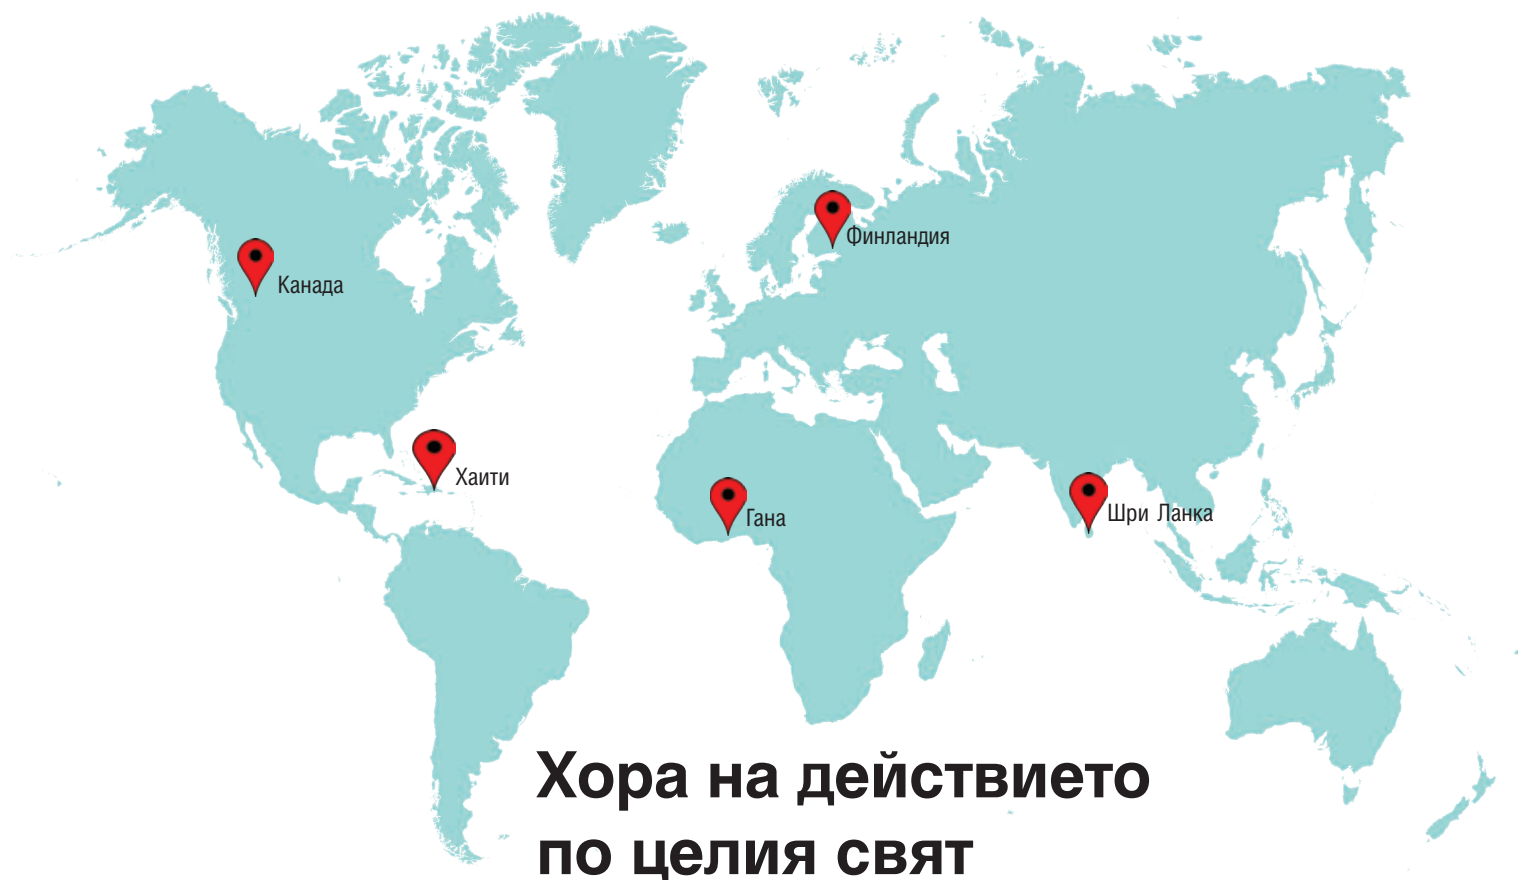 Финландия
Канада
Хаити
Гана
Шри Ланка
Хора на действието
по целия свят